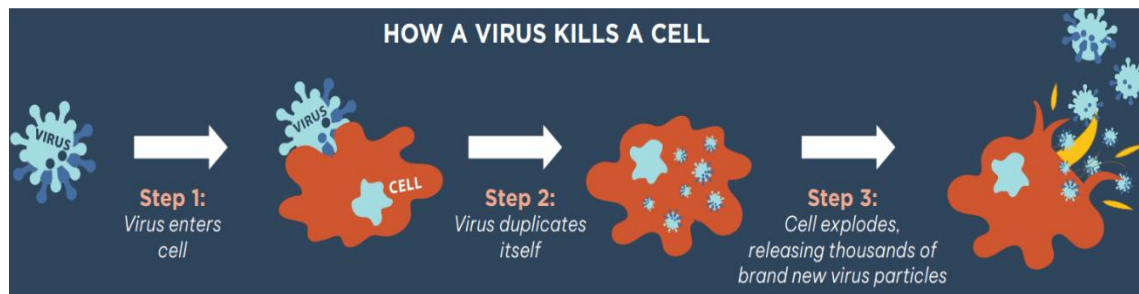 HOW A VIRUS KILLS A CELL
VIRUS
Step 1:
Virus enters
cell
VIRUS
CELL
Step 2:
Virus duplicates
itself
Step 3:
Cell explodes,
releasing thousands of
brand new virus particles